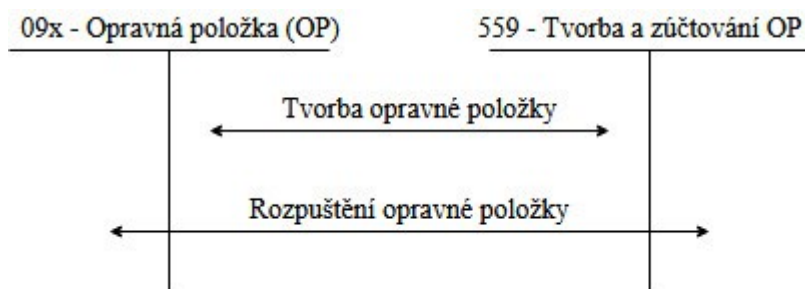 09x - Opravná položka (OP)
559 - Tvorba a zúčtování OP
Tvorba opravné položky
Rozpuštění opravné položky